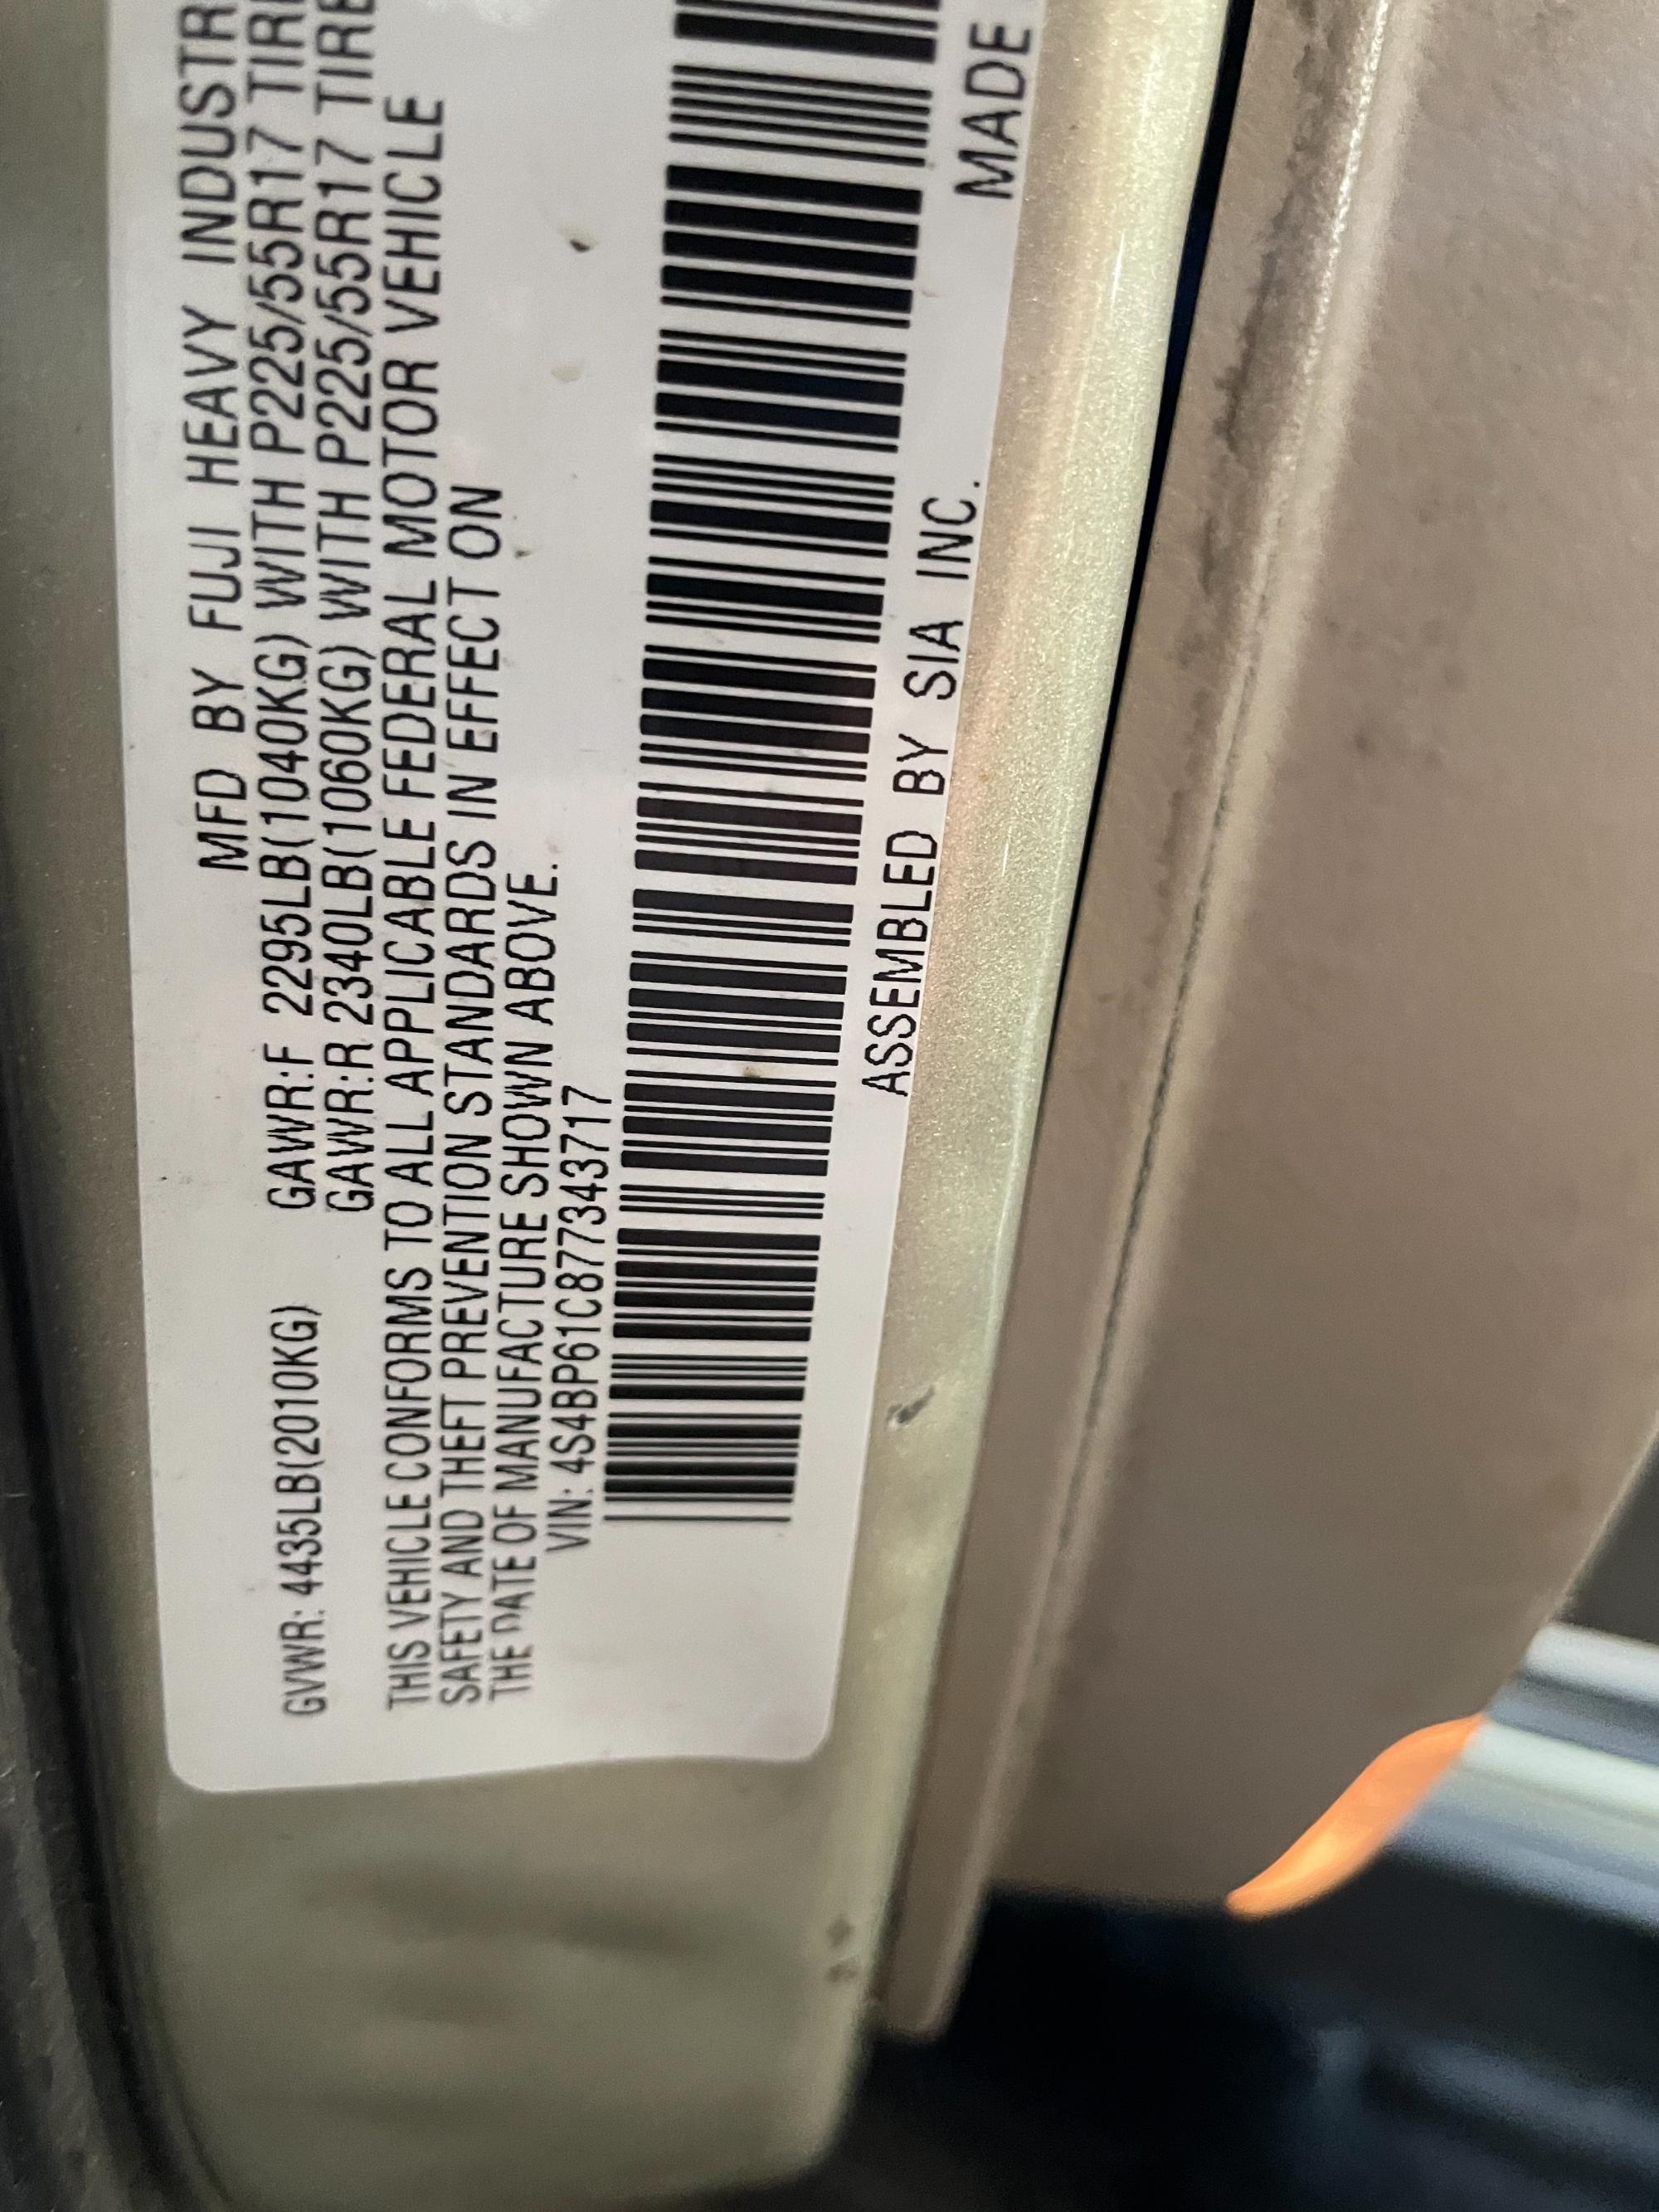 MFD BY FUJI HEAVY INDUSTR
GVWR: 4435LB(2010KG) GAWR:F 2295LB(1040KG) WITH P225/55R17 TIRE
GAWR:R 2340LB(1060KG) WITH P225/55R17 TIRE
THIS VEHICLE CONFORMS TO ALL APPLICABLE FEDERAL MOTOR VEHICLE
SAFETY AND THEFT PREVENTION STANDARDS IN EFFECT ON
THE DATE OF MANUFACTURE SHOWN ABOVE.
VIN: 4S4BP61C877343717
ASSEMBLED BY SIA INC. MADE